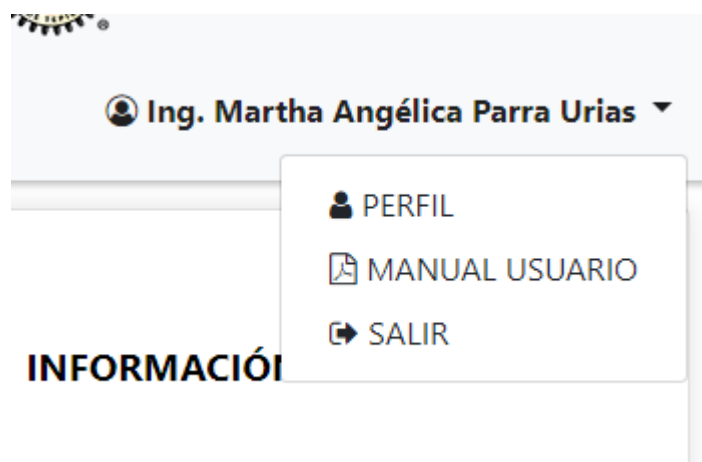 ®
Ing. Martha Angélica Parra Urias
PERFIL
MANUAL USUARIO
SALIR
INFORMACIÓ